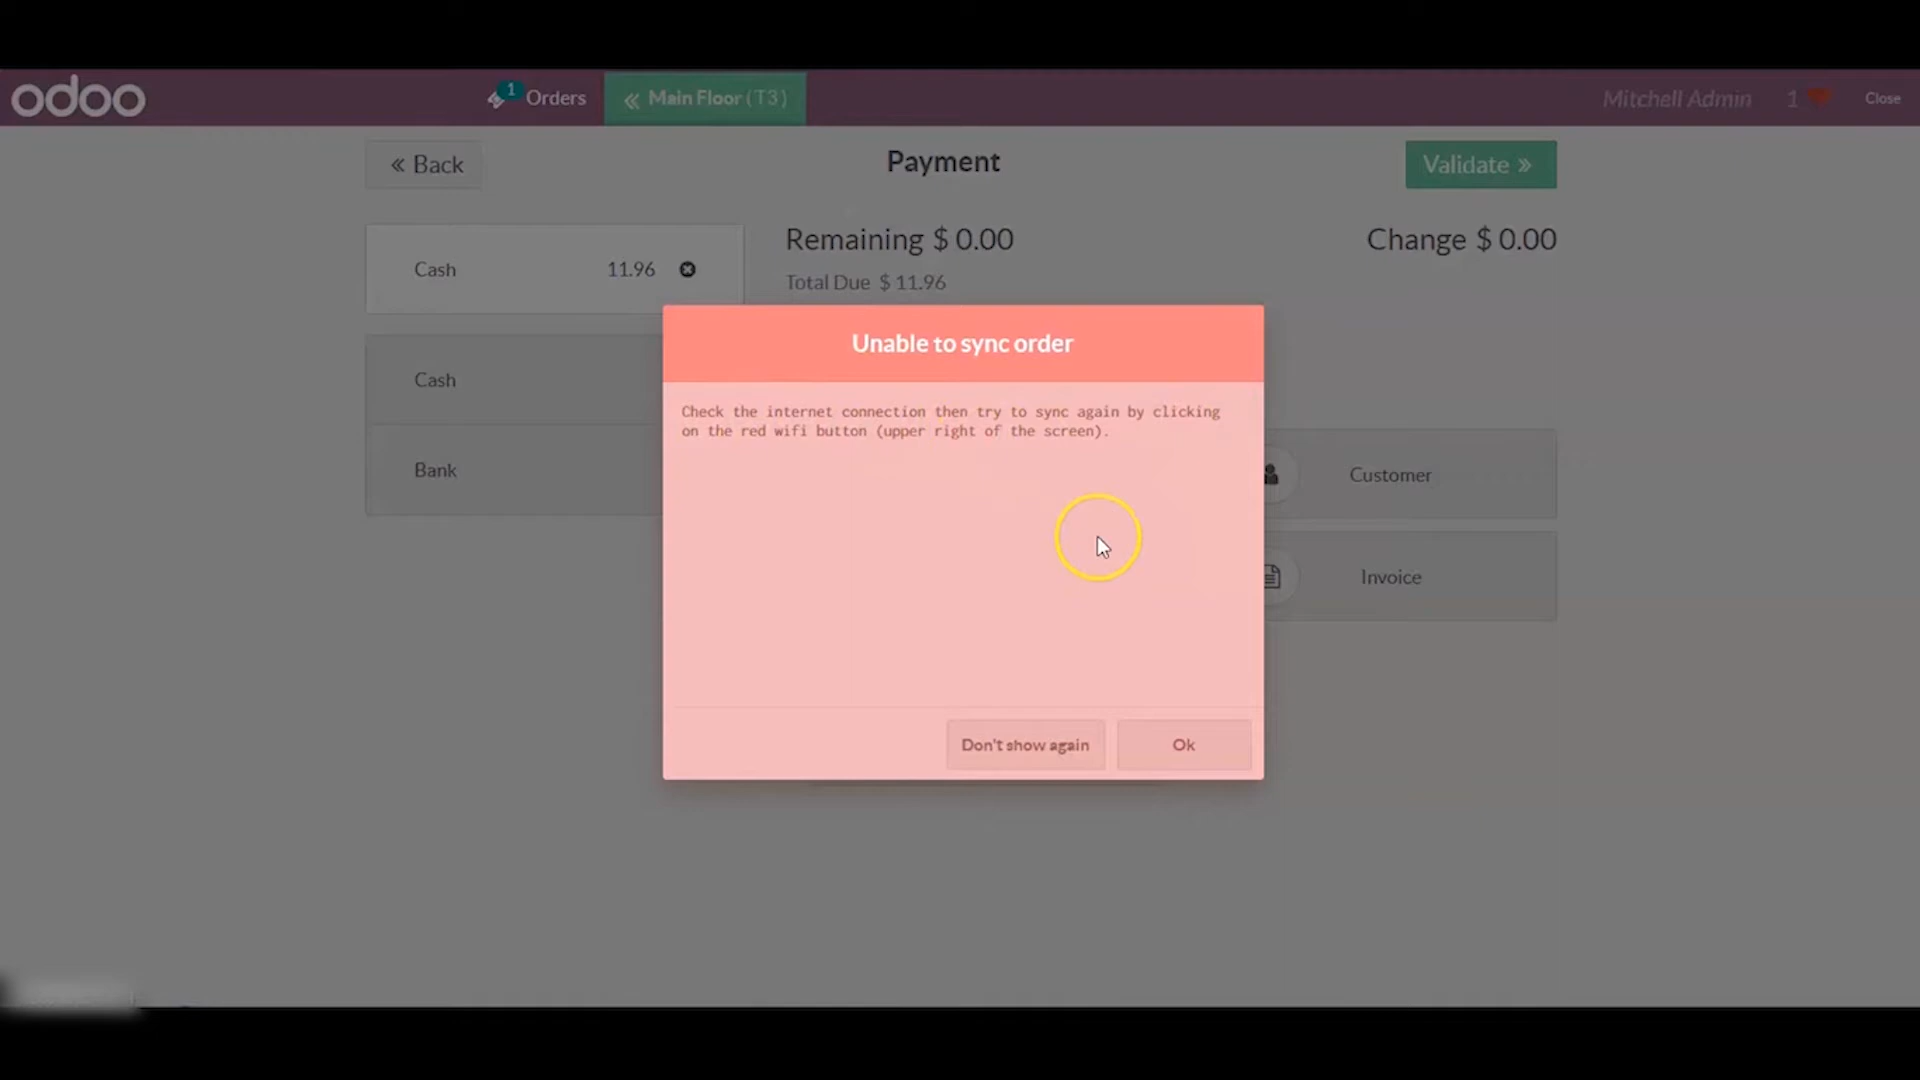 odoo
1
Orders
« Main Floor (T3)
Mitchell Admin
1
Close
« Back
Payment
Validate »
Cash 11.96
Remaining $ 0.00
Change $ 0.00
Total Due $ 11.96
Unable to sync order
Cash
Check the internet connection then try to sync again by clicking
on the red wifi button (upper right of the screen).
Bank
Customer
Invoice
Don't show again
Ok